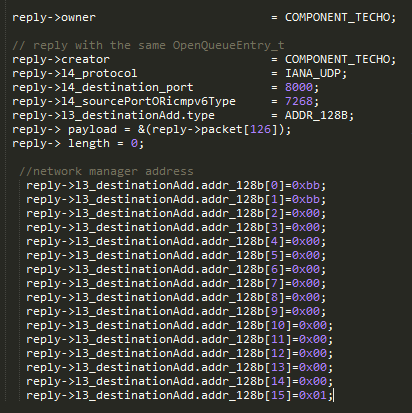 reply->owner = COMPONENT_TECHO;
// reply with the same OpenQueueEntry_t
reply->creator = COMPONENT_TECHO;
reply->l4_protocol = IANA_UDP;
reply->l4_destination_port = 8000;
reply->l4_sourcePortORicmpv6Type = 7268;
reply->l3_destinationAdd.type = ADDR_128B;
reply-> payload = &(reply->packet[126]);
reply-> length = 0;
//network manager address
reply->l3_destinationAdd.addr_128b[0]=0xbb;
reply->l3_destinationAdd.addr_128b[1]=0xbb;
reply->l3_destinationAdd.addr_128b[2]=0x00;
reply->l3_destinationAdd.addr_128b[3]=0x00;
reply->l3_destinationAdd.addr_128b[4]=0x00;
reply->l3_destinationAdd.addr_128b[5]=0x00;
reply->l3_destinationAdd.addr_128b[6]=0x00;
reply->l3_destinationAdd.addr_128b[7]=0x00;
reply->l3_destinationAdd.addr_128b[8]=0x00;
reply->l3_destinationAdd.addr_128b[9]=0x00;
reply->l3_destinationAdd.addr_128b[10]=0x00;
reply->l3_destinationAdd.addr_128b[11]=0x00;
reply->l3_destinationAdd.addr_128b[12]=0x00;
reply->l3_destinationAdd.addr_128b[13]=0x00;
reply->l3_destinationAdd.addr_128b[14]=0x00;
reply->l3_destinationAdd.addr_128b[15]=0x01;